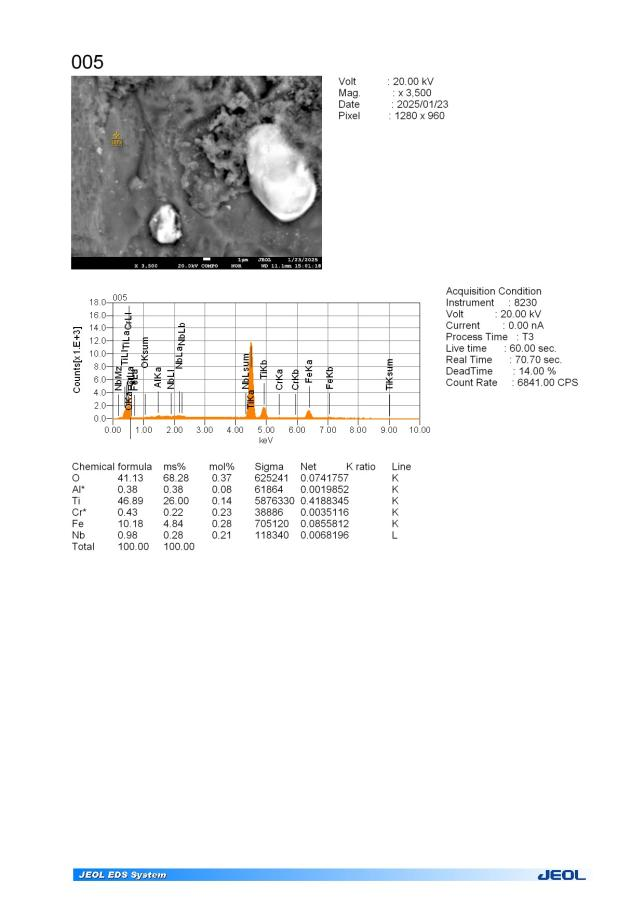 005
Volt : 20.00 kV
Mag. : x 3,500
Date : 2025/01/23
Pixel : 1280 x 960
1µm JEOL 1/23/2025
X 3,500 20.0kV COMPO NOR WD 11.1mm 15:01:18
Acquisition Condition
Instrument : 8230
Volt : 20.00 kV
Current : 0.00 nA
Process Time : T3
Live time : 60.00 sec.
Real Time : 70.70 sec.
DeadTime : 14.00 %
Count Rate : 6841.00 CPS
005
Counts[x1.E+3]
18.0
16.0
14.0
12.0
10.0
8.0
6.0
4.0
2.0
0.0
NbMz
TiLl
TiLa
CrLl
OKa
OKsum
AlKa
NbLl
NbLa
NbLb
NbLsum
TiKa
TiKb
CrKa
CrKb
FeKa
FeKb
TiKsum
0.00 1.00 2.00 3.00 4.00 5.00 6.00 7.00 8.00 9.00 10.00
keV
Chemical formula ms% mol% Sigma Net K ratio Line
O 41.13 68.28 0.37 625241 0.0741757 K
Al* 0.38 0.38 0.08 61864 0.0019852 K
Ti 46.89 26.00 0.14 5876330 0.4188345 K
Cr* 0.43 0.22 0.23 38886 0.0035116 K
Fe 10.18 4.84 0.28 705120 0.0855812 K
Nb 0.98 0.28 0.21 118340 0.0068196 L
Total 100.00 100.00
JEOL EDS System
JEOL